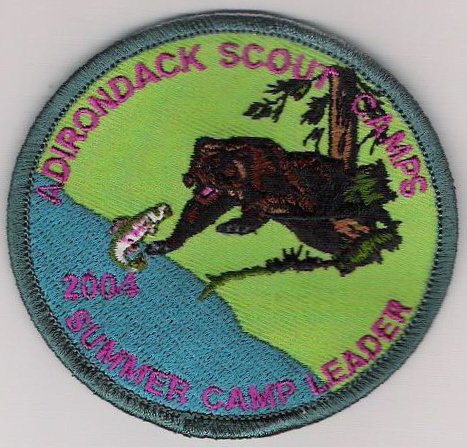 ADIRONDACK SCOUT CAMPS
2004
SUMMER CAMP LEADER